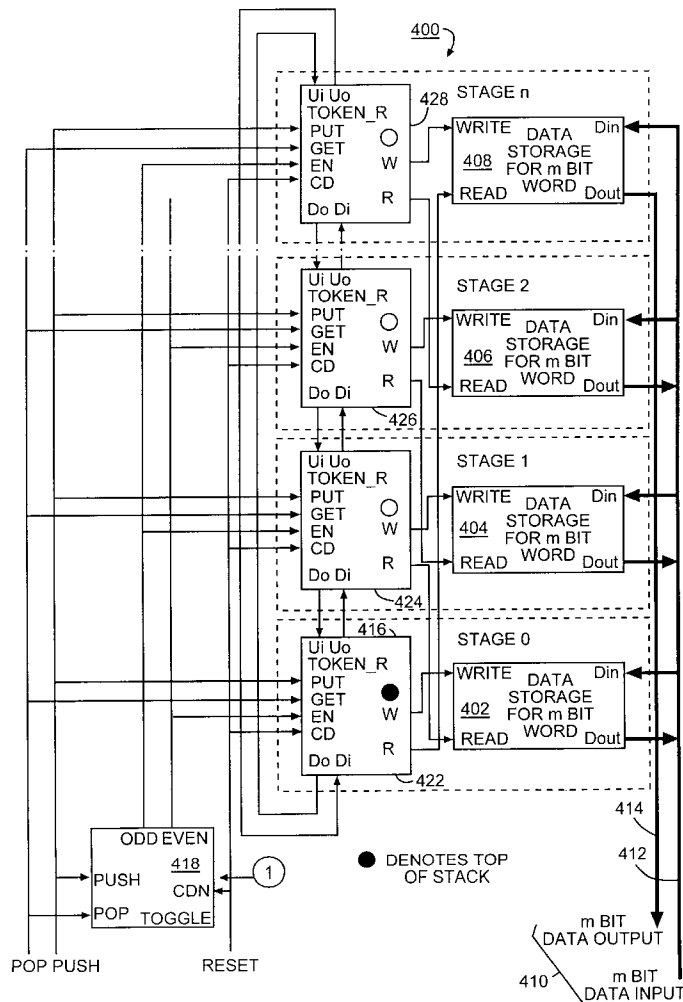 400
STAGE n
Ui Uo
TOKEN_R
428
PUT
GET
EN
CD
W
R
Do Di
WRITE
DATA
STORAGE
FOR m BIT
WORD
Din
408
READ
Dout
STAGE 2
Ui Uo
TOKEN_R
PUT
GET
EN
CD
W
R
Do Di
426
WRITE
DATA
STORAGE
FOR m BIT
WORD
Din
406
READ
Dout
STAGE 1
Ui Uo
TOKEN_R
PUT
GET
EN
CD
W
R
Do Di
424
WRITE
DATA
STORAGE
FOR m BIT
WORD
Din
404
READ
Dout
416
STAGE 0
Ui Uo
TOKEN_R
PUT
GET
EN
CD
W
R
Do Di
422
WRITE
DATA
STORAGE
FOR m BIT
WORD
Din
402
READ
Dout
414
412
ODD EVEN
418
PUSH
CDN
POP
TOGGLE
1
DENOTES TOP
OF STACK
POP PUSH
RESET
m BIT
DATA OUTPUT
410
m BIT
DATA INPUT